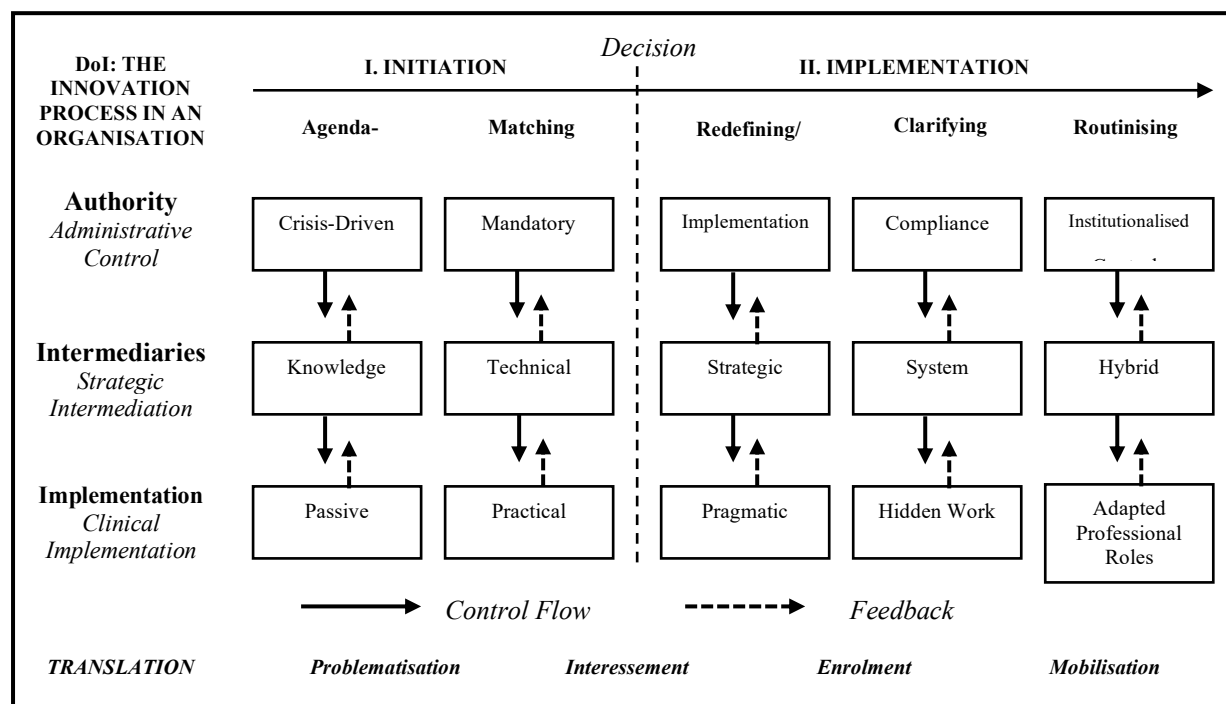 Decision
DoI: THE
INNOVATION
PROCESS IN AN
ORGANISATION
I. INITIATION
II. IMPLEMENTATION
Agenda-
Matching
Redefining/
Clarifying
Routinising
Authority
Administrative
Control
Crisis-Driven
Mandatory
Implementation
Compliance
Institutionalised
Intermediaries
Strategic
Intermediation
Knowledge
Technical
Strategic
System
Hybrid
Implementation
Clinical
Implementation
Passive
Practical
Pragmatic
Hidden Work
Adapted
Professional
Roles
Control Flow
Feedback
TRANSLATION
Problematisation
Interessement
Enrolment
Mobilisation